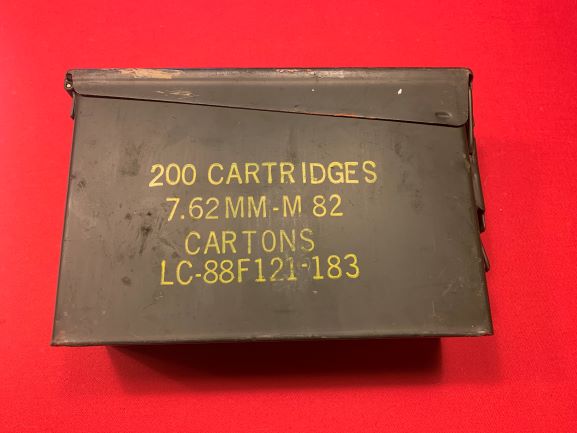 200 CARTRIDGES
7.62MM-M 82
CARTONS
LC-88F121-183